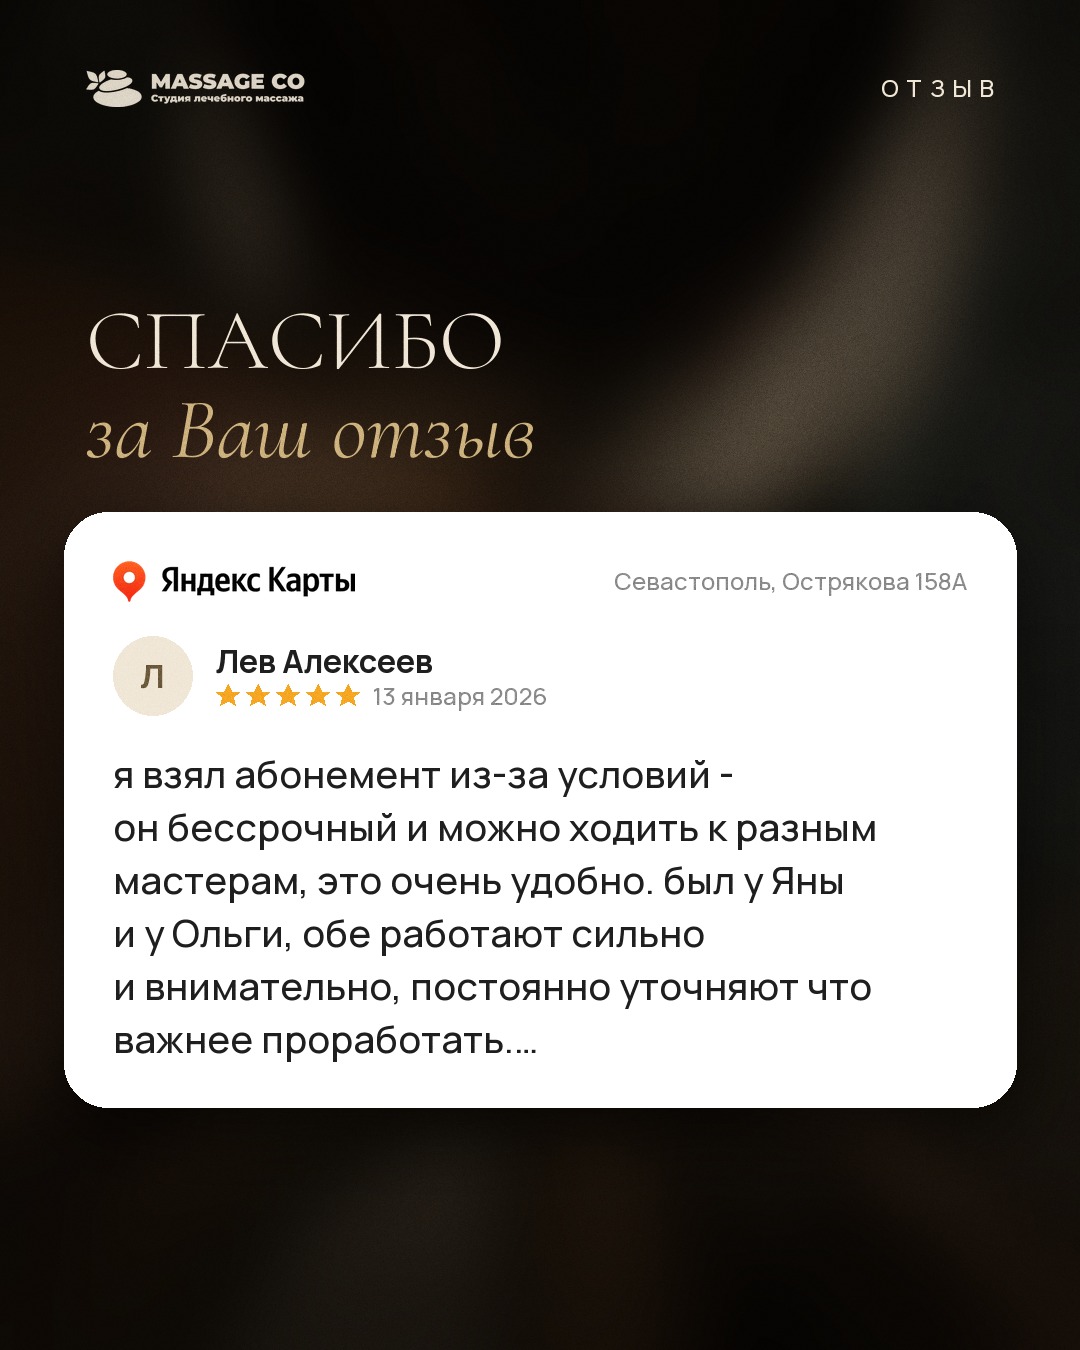 MASSAGE CO
Студия лечебного массажа
ОТЗЫВ
СПАСИБО
за Ваш отзыв
Яндекс Карты
Севастополь, Острякова 158А
Л
Лев Алексеев
13 января 2026
я взял абонемент из-за условий -
он бессрочный и можно ходить к разным
мастерам, это очень удобно. был у Яны
и у Ольги, обе работают сильно
и внимательно, постоянно уточняют что
важнее проработать.…